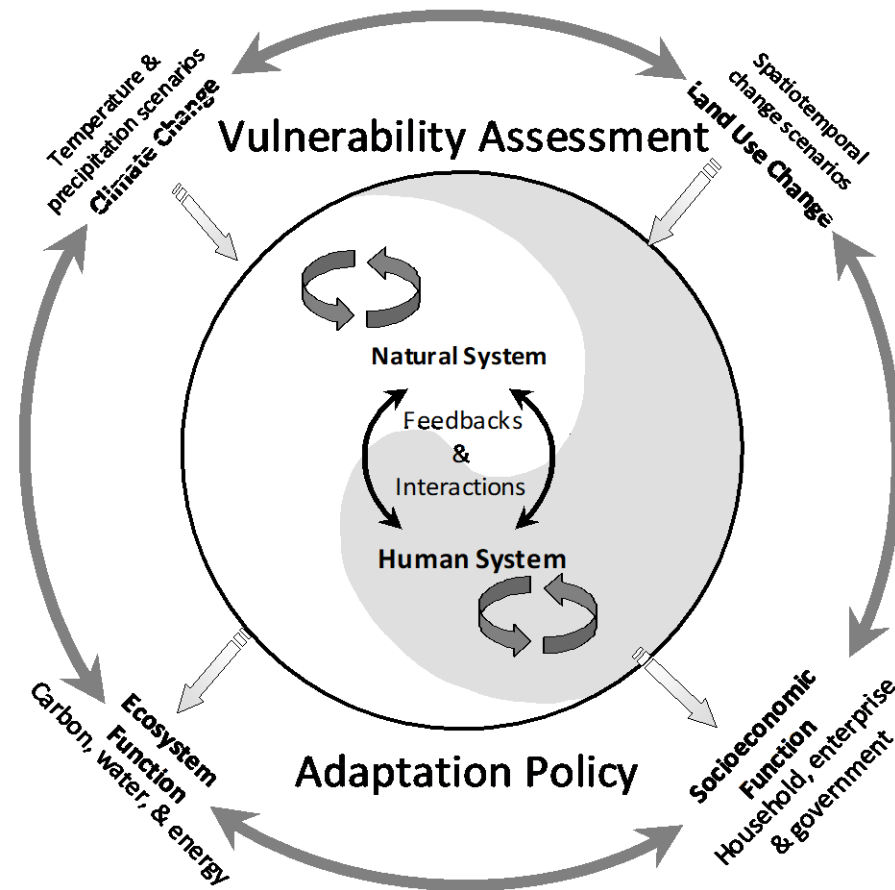 Temperature &
precipitation scenarios
Climate Change
Spatiotemporal
change scenarios
Land Use Change
Vulnerability Assessment
Natural System
Feedbacks
&
Interactions
Human System
Ecosystem
Function
Carbon, water, & energy
Adaptation Policy
Socioeconomic
Function
Household, enterprise
& government